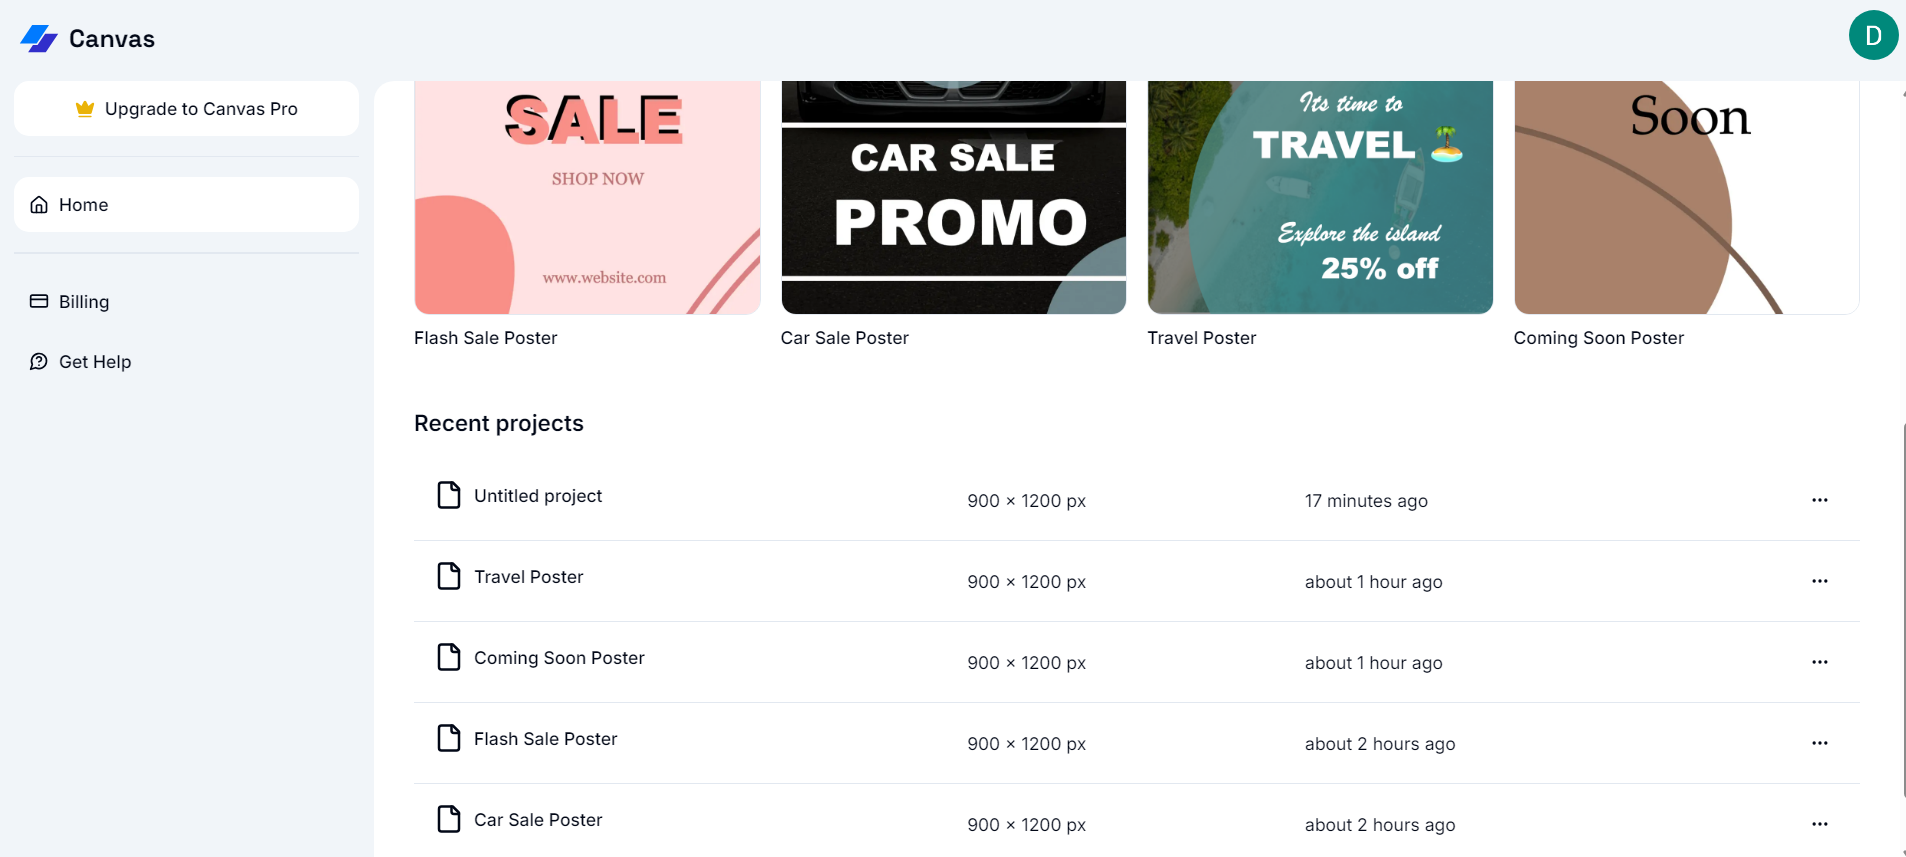 Canvas
D
Upgrade to Canvas Pro
Home
Billing
Get Help
SALE
SHOP NOW
www.website.com
Flash Sale Poster
CAR SALE
PROMO
Car Sale Poster
Its time to
TRAVEL 🏝️
Explore the island
25% off
Travel Poster
Soon
Coming Soon Poster
Recent projects
Untitled project 900 × 1200 px 17 minutes ago
Travel Poster 900 × 1200 px about 1 hour ago
Coming Soon Poster 900 × 1200 px about 1 hour ago
Flash Sale Poster 900 × 1200 px about 2 hours ago
Car Sale Poster 900 × 1200 px about 2 hours ago